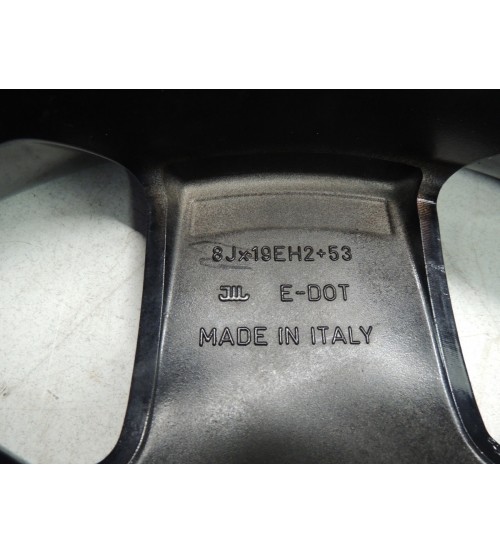 8Jx19EH2+53
JWL E-DOT
MADE IN ITALY